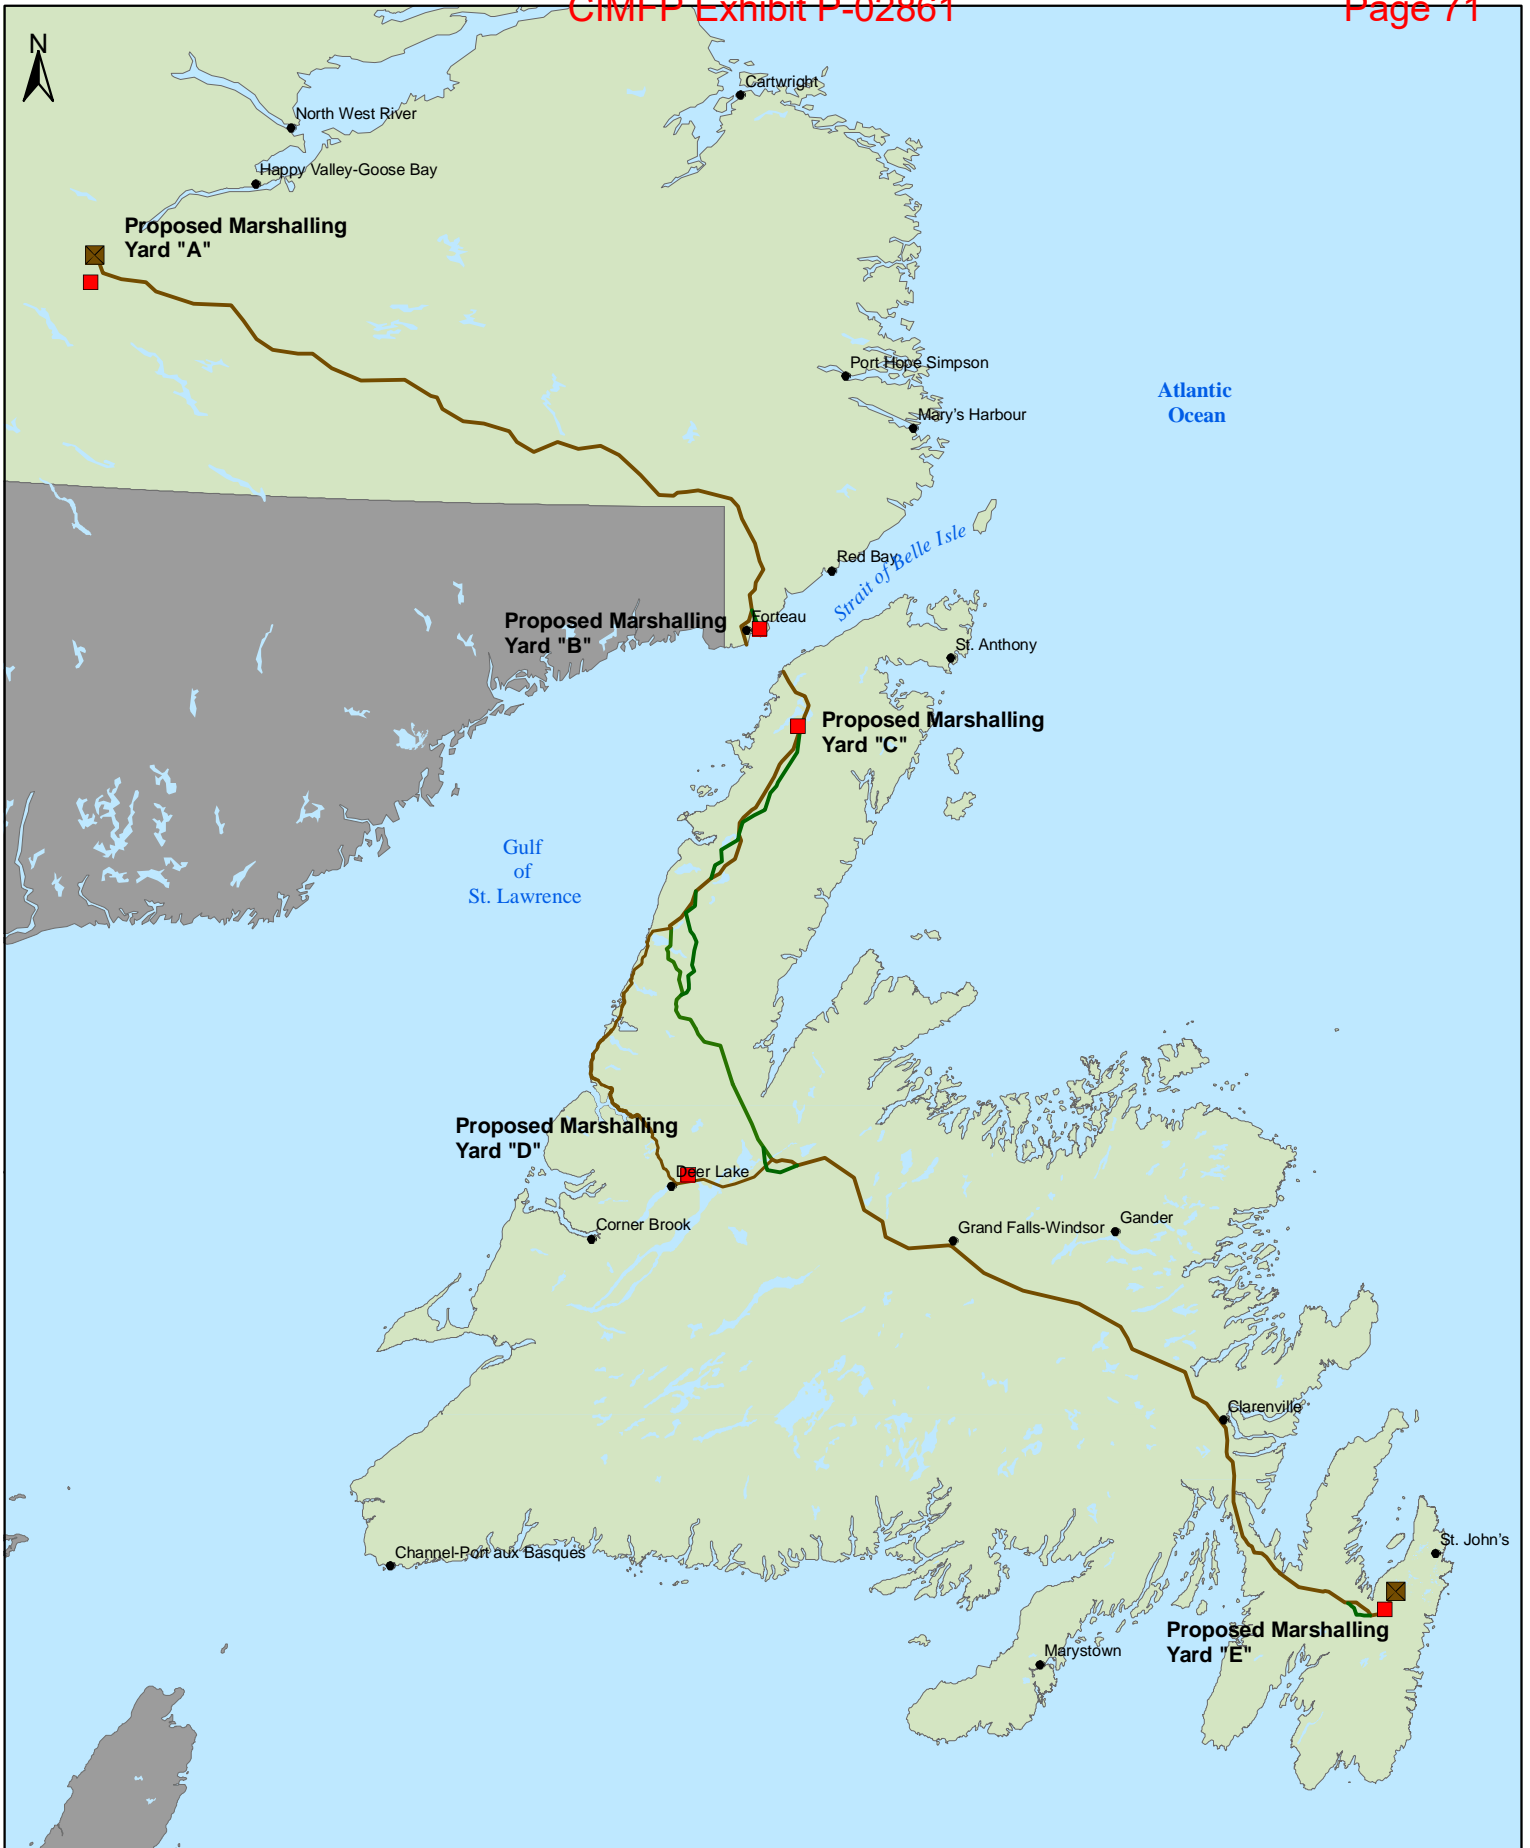 CIMFP Exhibit P-02861
Page 71
N
Cartwright
North West River
Happy Valley-Goose Bay
Proposed Marshalling
Yard "A"
Port Hope Simpson
Atlantic
Ocean
Mary's Harbour
Red Bay
Strait of Belle Isle
Forteau
Proposed Marshalling
Yard "B"
St. Anthony
Proposed Marshalling
Yard "C"
Gulf
of
St. Lawrence
Proposed Marshalling
Yard "D"
Deer Lake
Corner Brook
Grand Falls-Windsor
Gander
Clarenville
St. John's
Channel-Port aux Basques
Proposed Marshalling
Yard "E"
Marystown